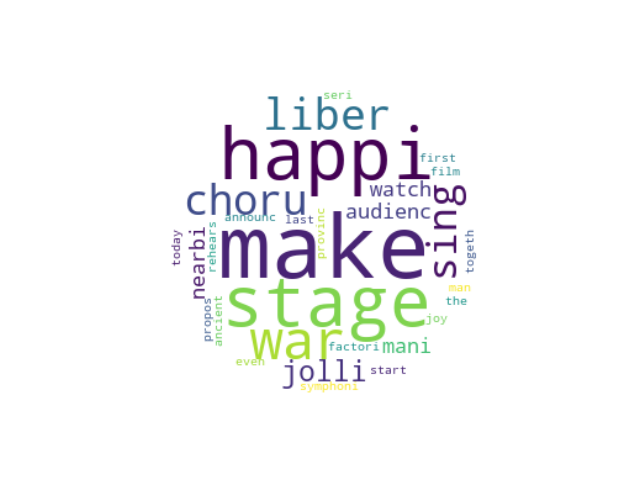 seri
liber
happi
first
film
choru
watch
sing
audienc
announc
last
provinc
today
nearbi
rehears
make
togeth
stage
man
the
propos
ancient
joy
war
factori
mani
even
jolli
start
symphoni